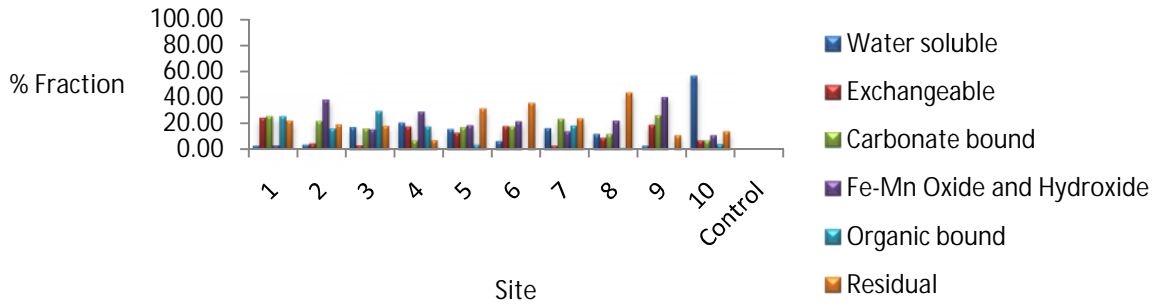 100.00
80.00
60.00
40.00
20.00
0.00
% Fraction
1 2 3 4 5 6 7 8 9 10 Control
Site
Water soluble
Exchangeable
Carbonate bound
Fe-Mn Oxide and Hydroxide
Organic bound
Residual